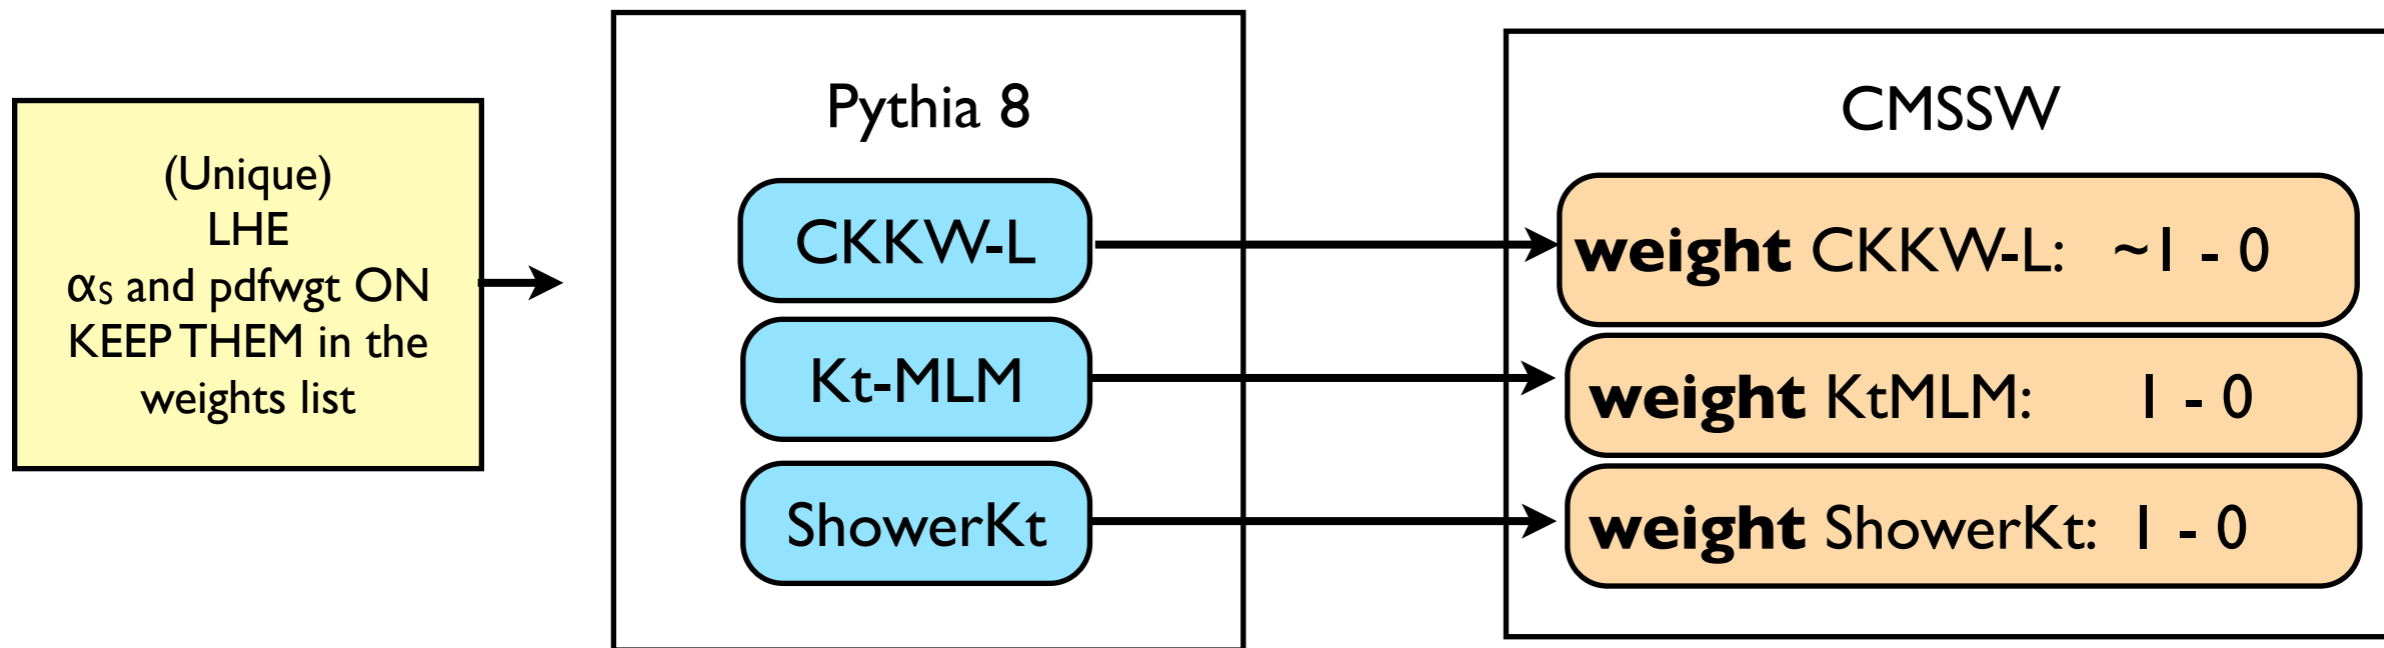 (Unique)
LHE
αs and pdfwgt ON
KEEP THEM in the
weights list
Pythia 8
CKKW-L
Kt-MLM
ShowerKt
CMSSW
weight CKKW-L: ~1 - 0
weight KtMLM: 1 - 0
weight ShowerKt: 1 - 0